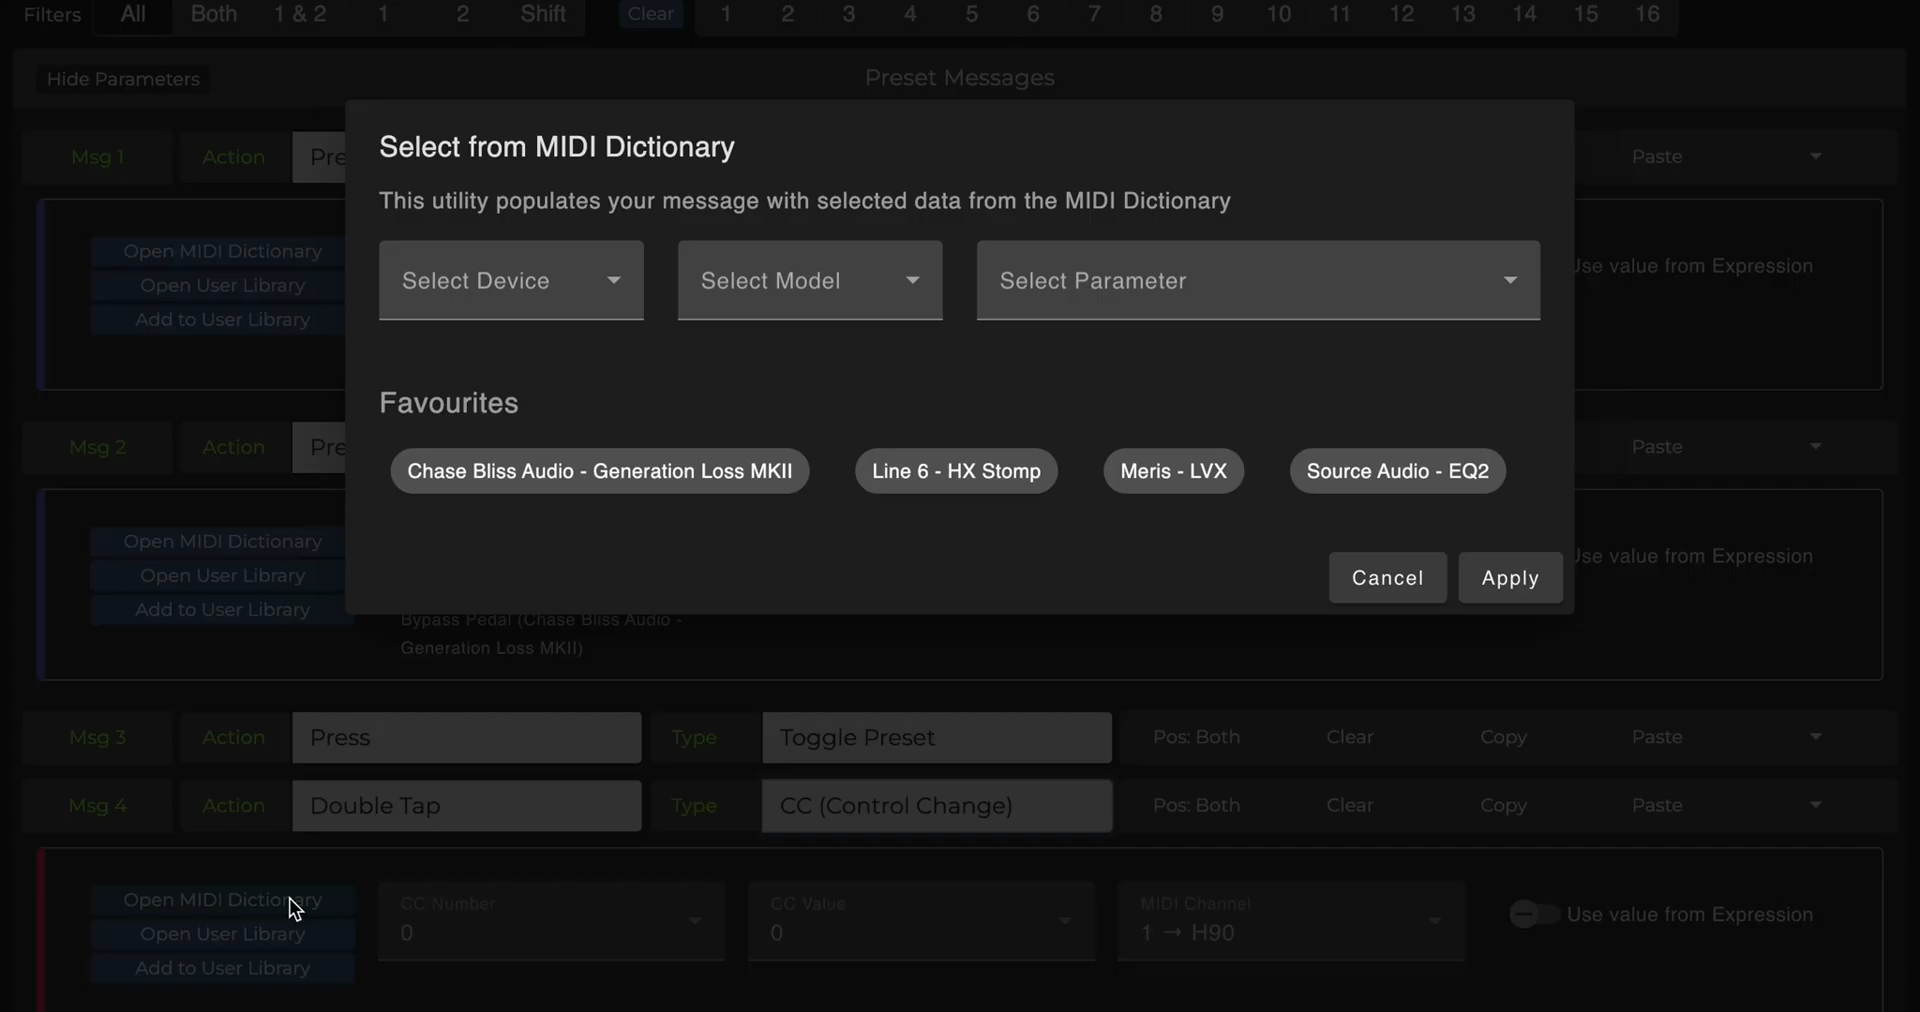 Filters All Both 1 & 2 1 2 Shift Clear 1 2 3 4 5 6 7 8 9 10 11 12 13 14 15 16
Hide Parameters Preset Messages
Msg 1 Action Pre Paste
Select from MIDI Dictionary
This utility populates your message with selected data from the MIDI Dictionary
Select Device Select Model Select Parameter
Open MIDI Dictionary
Open User Library
Add to User Library
Use value from Expression
Favourites
Chase Bliss Audio - Generation Loss MKII Line 6 - HX Stomp Meris - LVX Source Audio - EQ2
Cancel Apply
Msg 2 Action Pre Paste
Open MIDI Dictionary
Open User Library
Add to User Library
Use value from Expression
Bypass Pedal (Chase Bliss Audio -
Generation Loss MKII)
Msg 3 Action Press Type Toggle Preset Pos: Both Clear Copy Paste
Msg 4 Action Double Tap Type CC (Control Change) Pos: Both Clear Copy Paste
Open MIDI Dictionary
Open User Library
Add to User Library
CC Number
0
CC Value
0
MIDI Channel
1 → H90
Use value from Expression